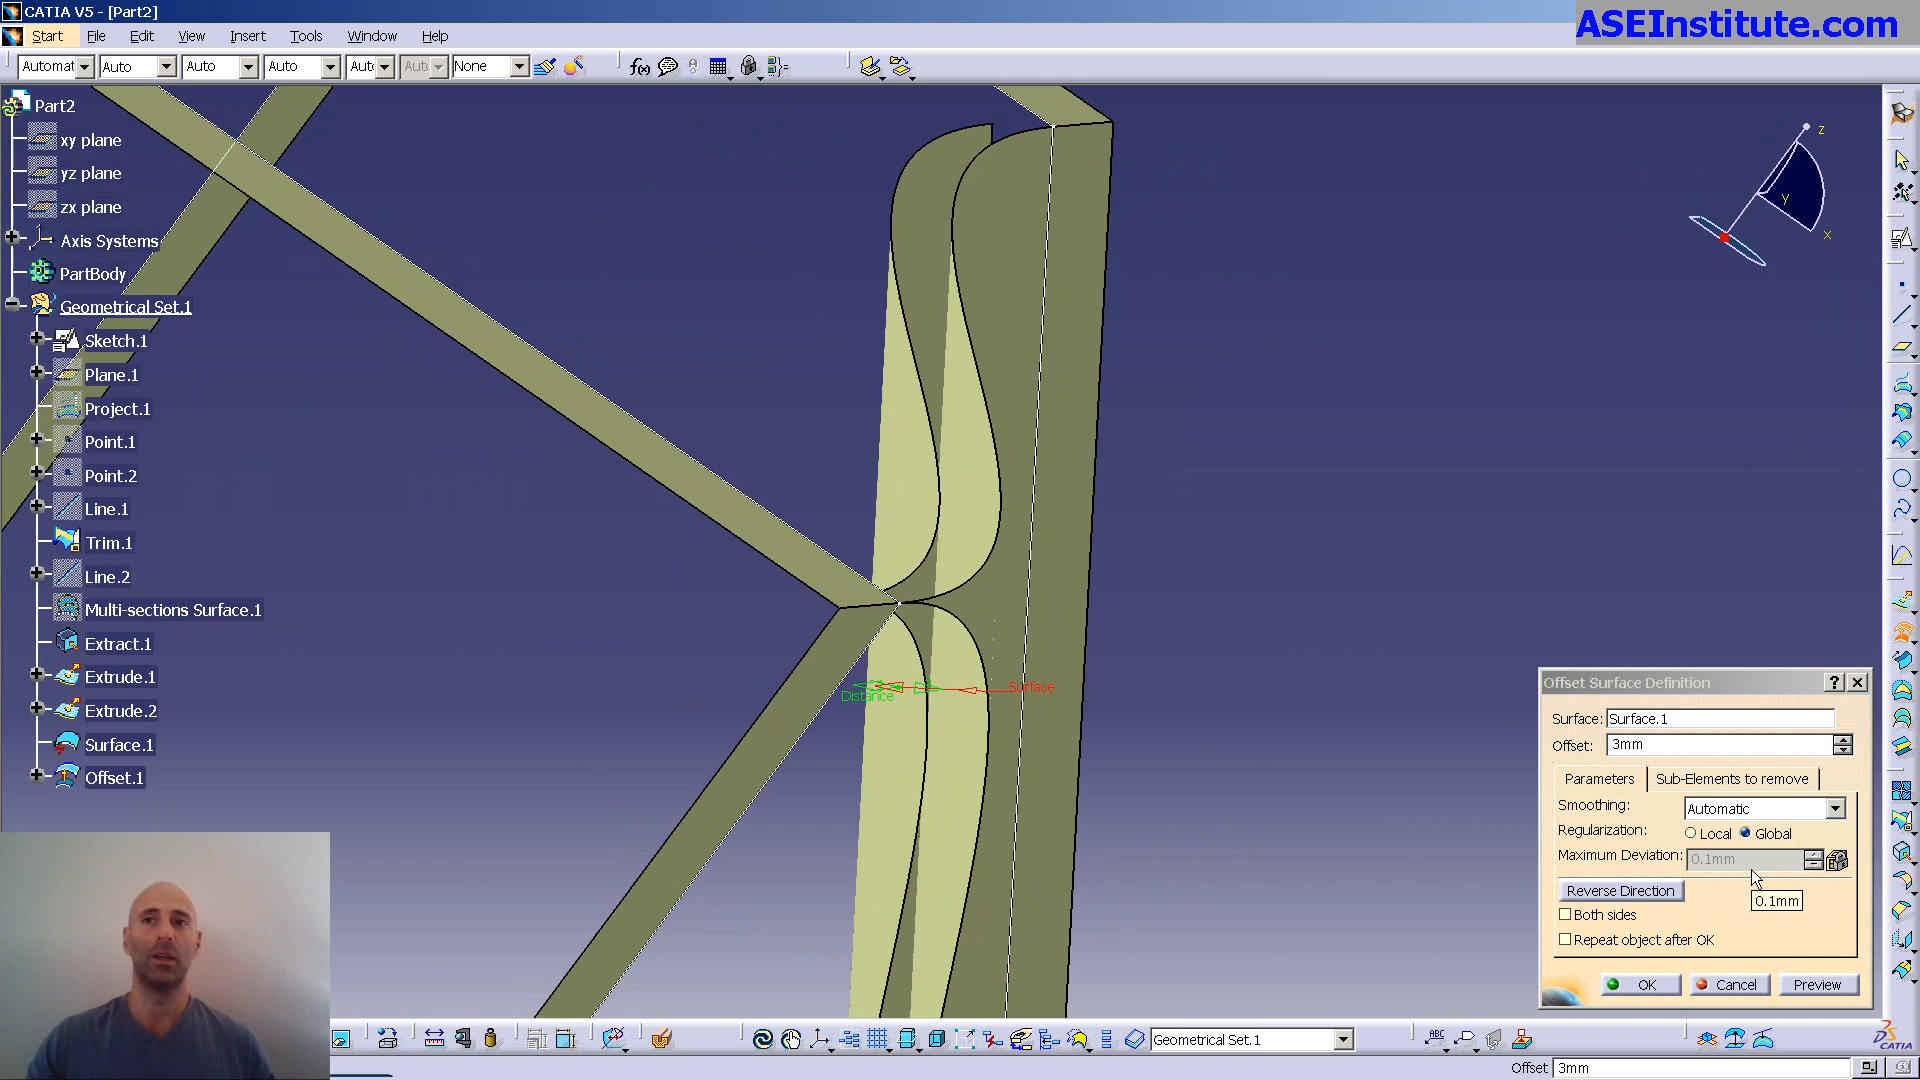 CATIA V5 - [Part2]
ASEInstitute.com
Start File Edit View Insert Tools Window Help
Automat Auto Auto Auto Aut Aut None f(x)
Part2
xy plane
yz plane
zx plane
Axis Systems
PartBody
Geometrical Set.1
Sketch.1
Plane.1
Project.1
Point.1
Point.2
Line.1
Trim.1
Line.2
Multi-sections Surface.1
Extract.1
Extrude.1
Extrude.2
Surface.1
Offset.1
z
y
x
Distance
Surface
Offset Surface Definition ?
Surface: Surface.1
Offset: 3mm
Parameters Sub-Elements to remove
Smoothing: Automatic
Regularization: Local Global
Maximum Deviation: 0.1mm
Reverse Direction
0.1mm
Both sides
Repeat object after OK
OK Cancel Preview
Geometrical Set.1
ABC
CATIA
Offset 3mm